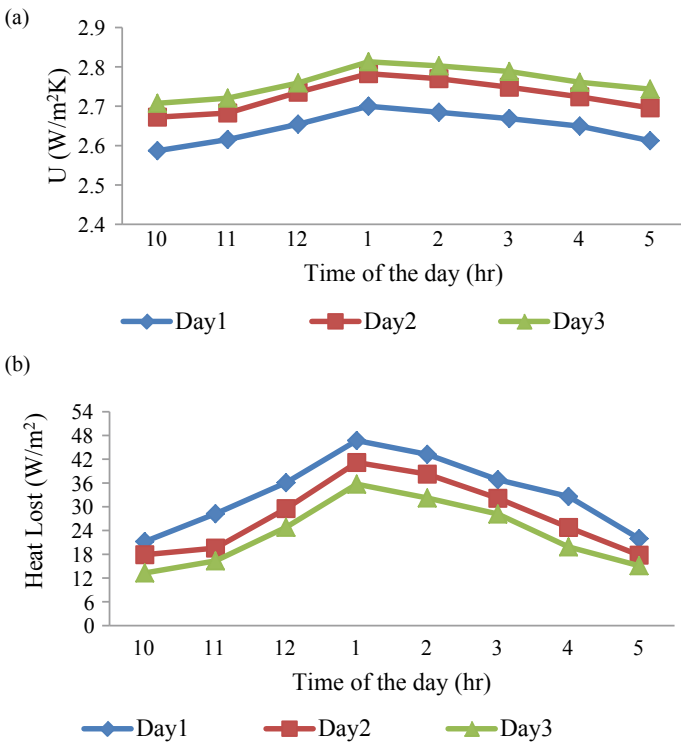 (a)
U (W/m²K)
2.9
2.8
2.7
2.6
2.5
2.4
10 11 12 1 2 3 4 5
Time of the day (hr)
Day1 Day2 Day3
(b)
Heat Lost (W/m²)
54
48
42
36
30
24
18
12
6
0
10 11 12 1 2 3 4 5
Time of the day (hr)
Day1 Day2 Day3